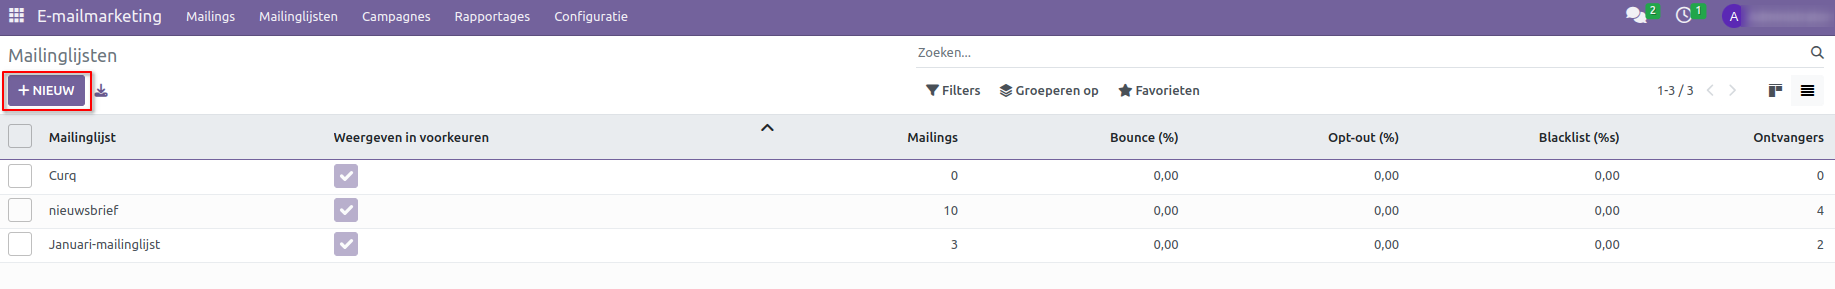 E-mailmarketing Mailings Mailinglijsten Campagnes Rapportages Configuratie 2 1 A
Mailinglijsten Zoeken...
NIEUW Filters Groeperen op Favorieten 1-3 / 3
Mailinglijst Weergeven in voorkeuren Mailings Bounce (%) Opt-out (%) Blacklist (%s) Ontvangers
Curq 0 0,00 0,00 0,00 0
nieuwsbrief 10 0,00 0,00 0,00 4
Januari-mailinglijst 3 0,00 0,00 0,00 2